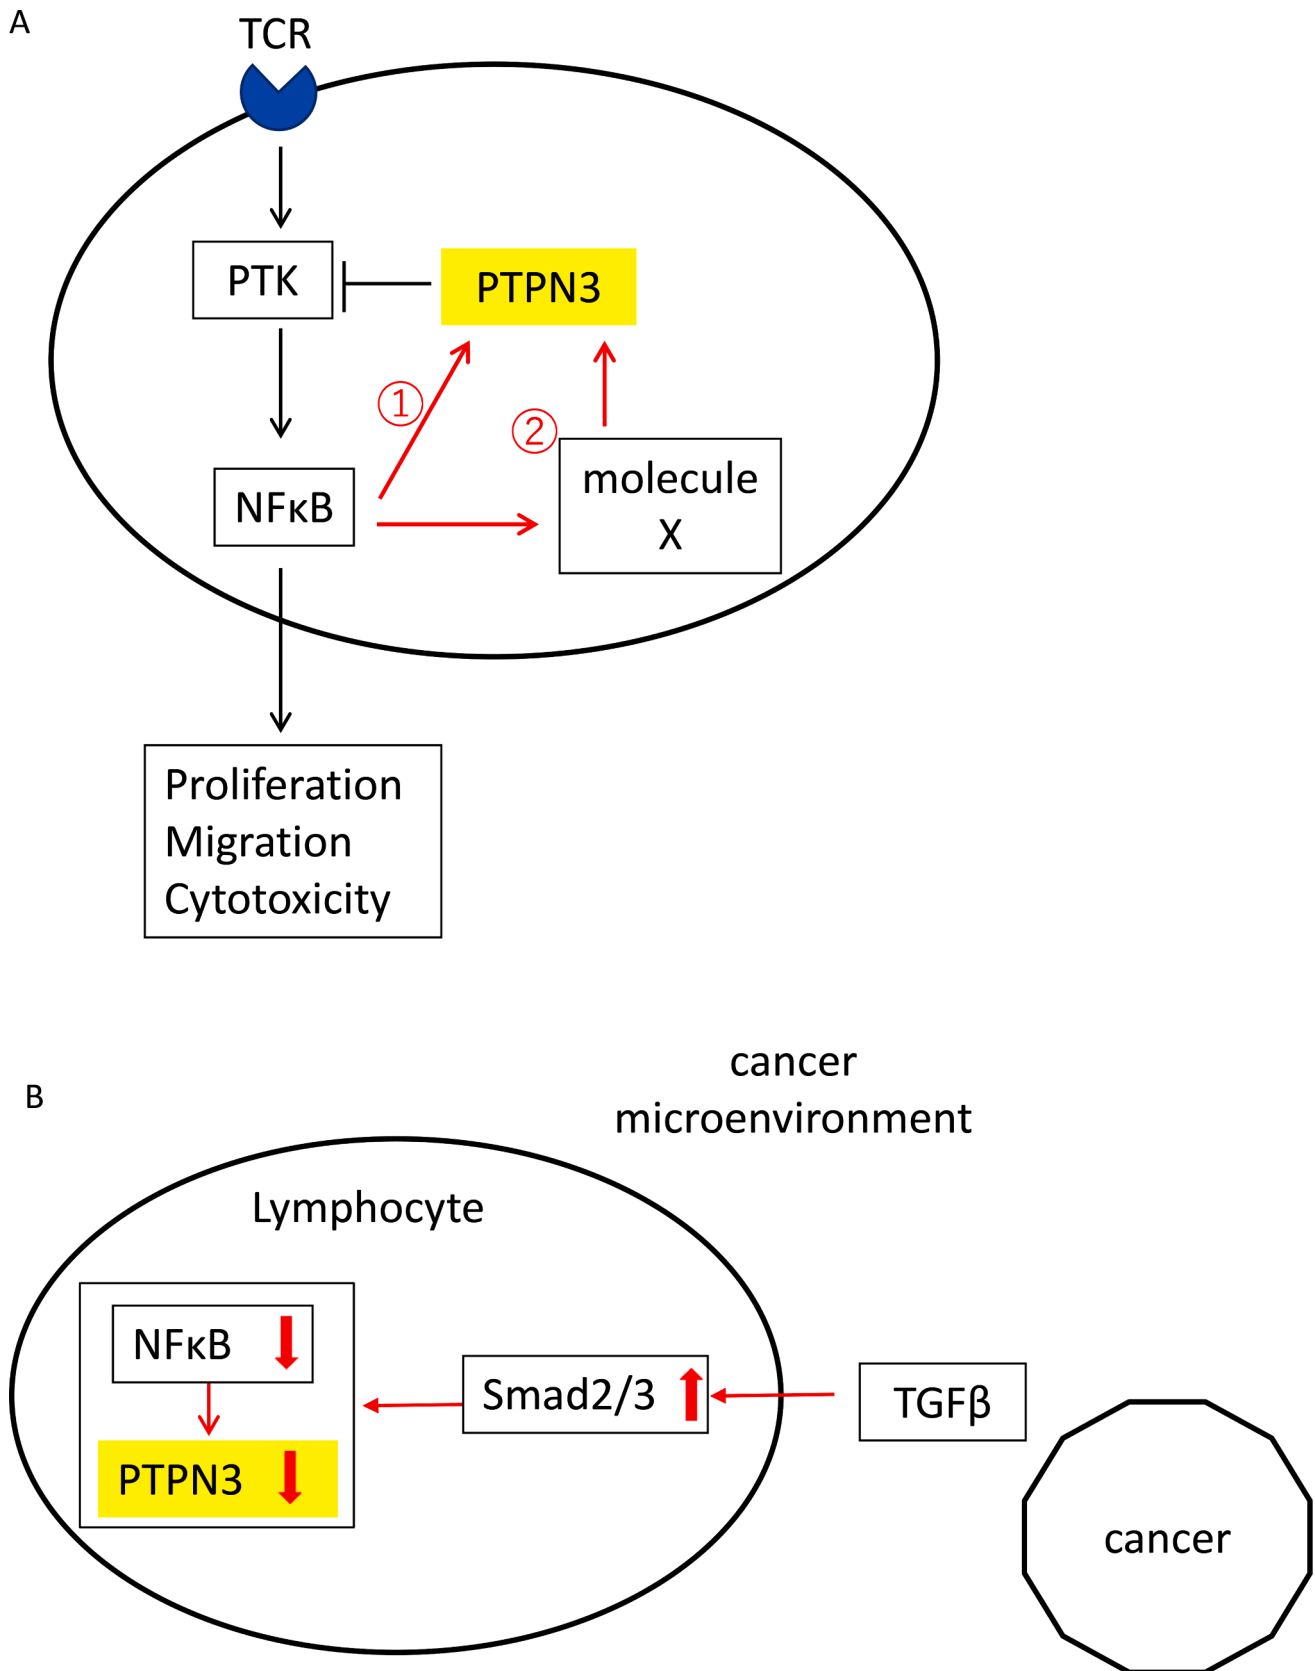 A
TCR
PTK
PTPN3
①
②
molecule
X
NFκB
Proliferation
Migration
Cytotoxicity
cancer
microenvironment
B
Lymphocyte
NFκB
Smad2/3
TGFβ
PTPN3
cancer